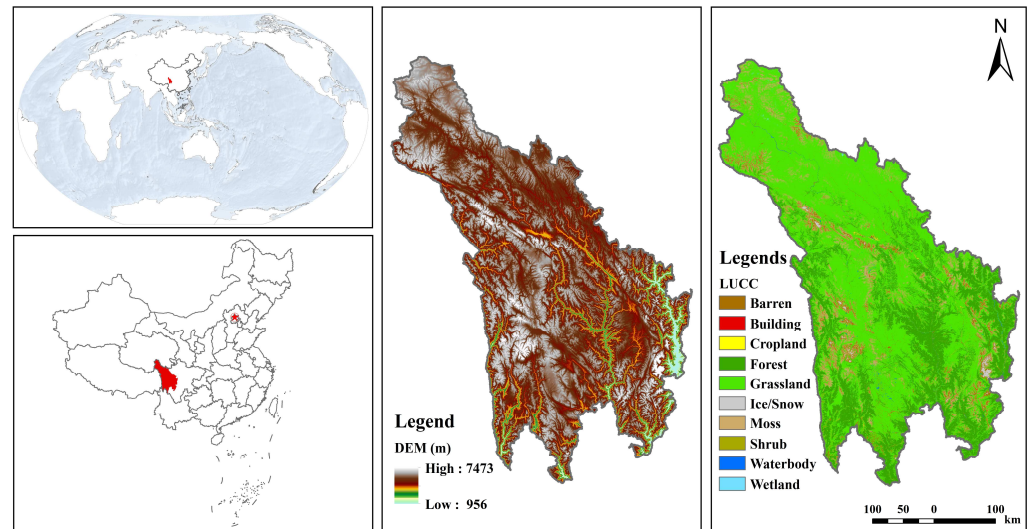 Legend
DEM (m)
High : 7473
Low : 956
N
Legends
LUCC
Barren
Building
Cropland
Forest
Grassland
Ice/Snow
Moss
Shrub
Waterbody
Wetland
100 50 0 100
km